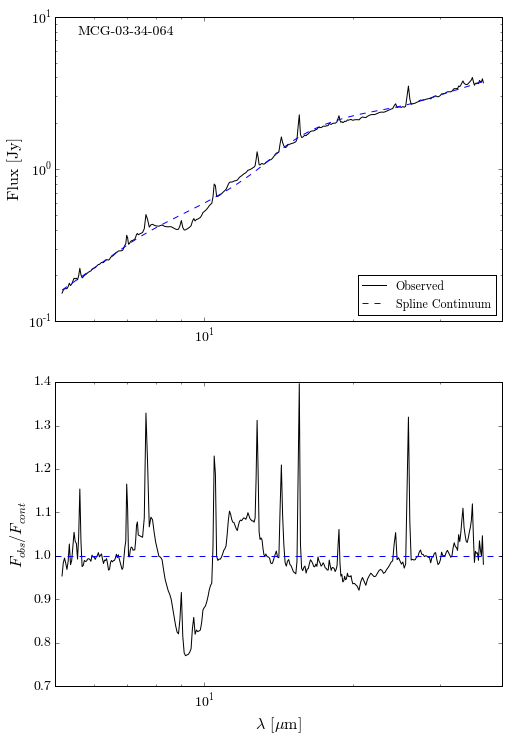 MCG-03-34-064
10^1
10^0
10^-1
Flux [Jy]
Observed
Spline Continuum
10^1
1.4
1.3
1.2
1.1
1.0
0.9
0.8
0.7
F_obs/F_cont
10^1
λ [μm]